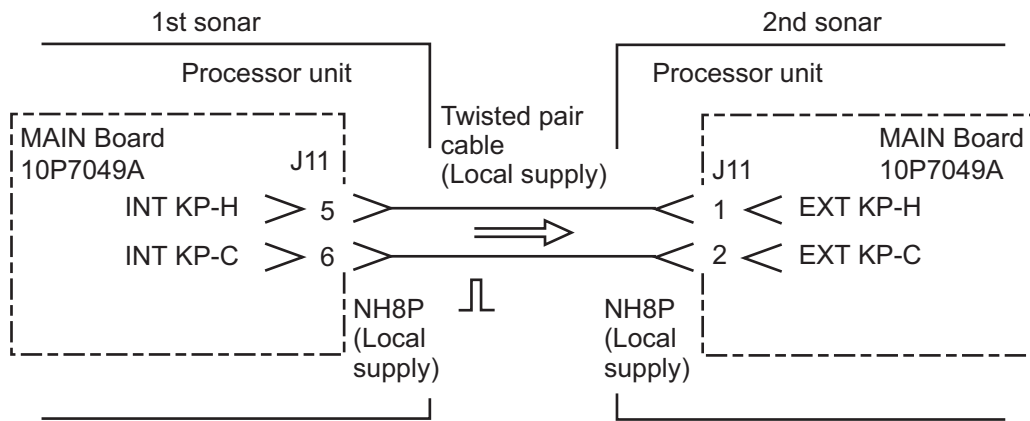 1st sonar
2nd sonar
Processor unit
Processor unit
Twisted pair
cable
(Local supply)
MAIN Board
10P7049A
J11
J11
MAIN Board
10P7049A
INT KP-H
5
1
EXT KP-H
INT KP-C
6
2
EXT KP-C
NH8P
(Local
supply)
NH8P
(Local
supply)